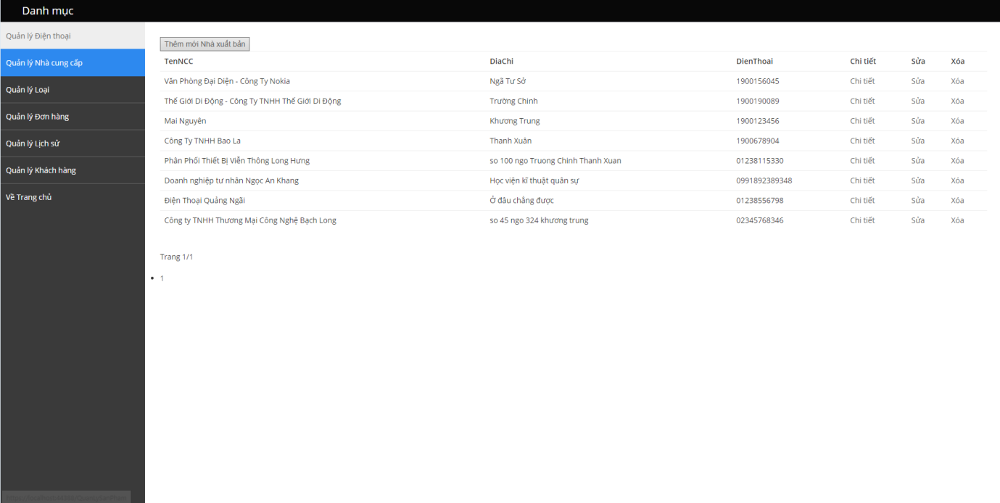 Danh mục
Quản lý Điện thoại
Quản lý Nhà cung cấp
Quản lý Loại
Quản lý Đơn hàng
Quản lý Lịch sử
Quản lý Khách hàng
Về Trang chủ
Thêm mới Nhà xuất bản
TenNCC DiaChi DienThoai Chi tiết Sửa Xóa
Văn Phòng Đại Diện - Công Ty Nokia Ngã Tư Sở 1900156045 Chi tiết Sửa Xóa
Thế Giới Di Động - Công Ty TNHH Thế Giới Di Động Trường Chinh 1900190089 Chi tiết Sửa Xóa
Mai Nguyên Khương Trung 1900123456 Chi tiết Sửa Xóa
Công Ty TNHH Bao La Thanh Xuân 1900678904 Chi tiết Sửa Xóa
Phân Phối Thiết Bị Viễn Thông Long Hưng so 100 ngo Truong Chinh Thanh Xuan 01238115330 Chi tiết Sửa Xóa
Doanh nghiệp tư nhân Ngọc An Khang Học viện kĩ thuật quân sự 0991892389348 Chi tiết Sửa Xóa
Điện Thoại Quảng Ngãi Ở đâu chẳng được 01238556798 Chi tiết Sửa Xóa
Công ty TNHH Thương Mại Công Nghệ Bạch Long so 45 ngo 324 khương trung 02345768346 Chi tiết Sửa Xóa
Trang 1/1
1